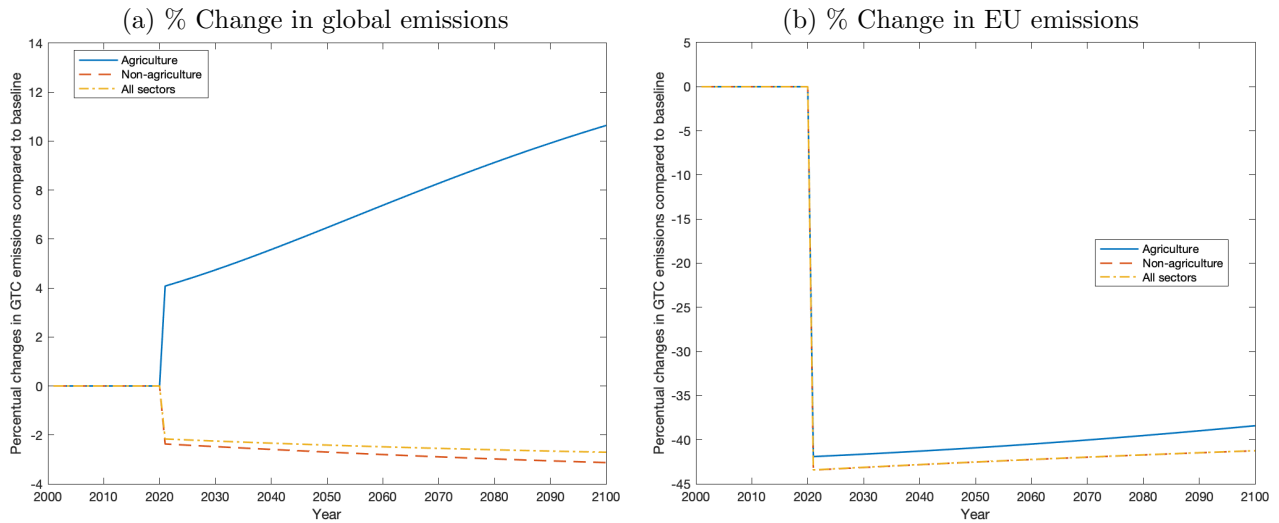 (a) % Change in global emissions
Percentual changes in GTC emissions compared to baseline
14
12
10
8
6
4
2
0
-2
-4
Agriculture
Non-agriculture
All sectors
2000 2010 2020 2030 2040 2050 2060 2070 2080 2090 2100
Year
(b) % Change in EU emissions
Percentual changes in GTC emissions compared to baseline
5
0
-5
-10
-15
-20
-25
-30
-35
-40
-45
Agriculture
Non-agriculture
All sectors
2000 2010 2020 2030 2040 2050 2060 2070 2080 2090 2100
Year